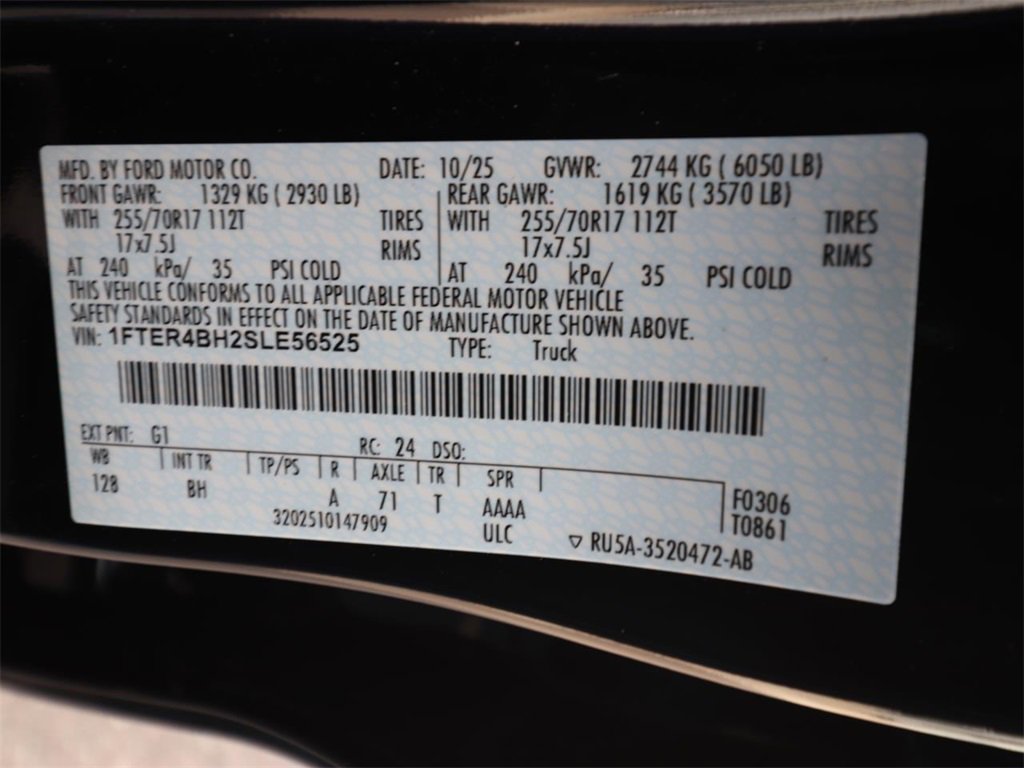 MFD. BY FORD MOTOR CO. DATE: 10/25 GVWR: 2744 KG ( 6050 LB)
FRONT GAWR: 1329 KG ( 2930 LB) REAR GAWR: 1619 KG ( 3570 LB)
WITH 255/70R17 112T TIRES WITH 255/70R17 112T TIRES
17x7.5J RIMS 17x7.5J RIMS
AT 240 kPa/ 35 PSI COLD AT 240 kPa/ 35 PSI COLD
THIS VEHICLE CONFORMS TO ALL APPLICABLE FEDERAL MOTOR VEHICLE
SAFETY STANDARDS IN EFFECT ON THE DATE OF MANUFACTURE SHOWN ABOVE.
VIN: 1FTER4BH2SLE56525 TYPE: Truck
EXT PNT: G1 RC: 24 DSO:
WB INT TR TP/PS R AXLE TR SPR
128 BH A 71 T AAAA F0306
3202510147909 ULC T0861
▽ RU5A-3520472-AB